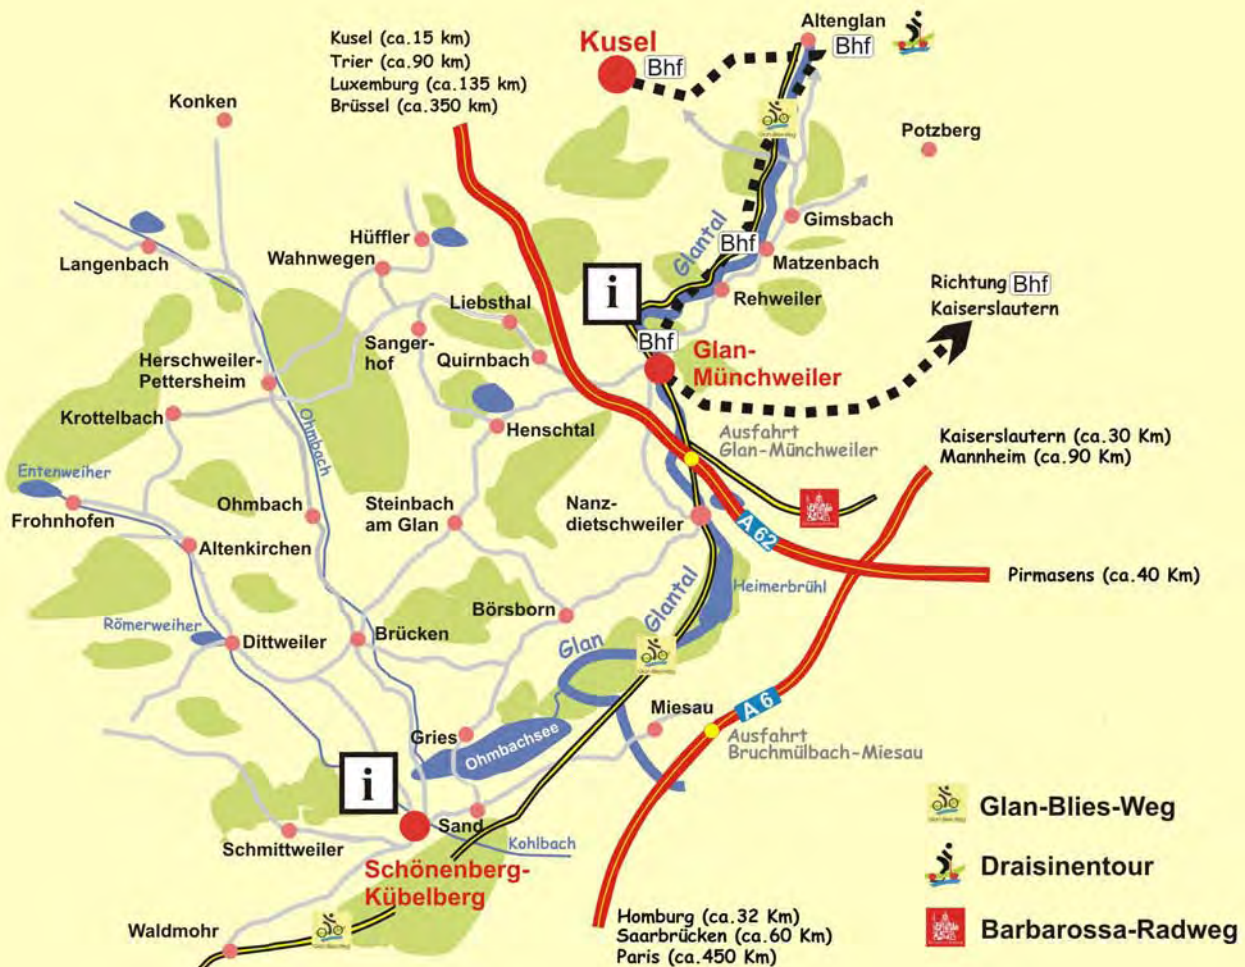 Altenglan
Kusel (ca.15 km)
Trier (ca.90 km)
Luxemburg (ca.135 km)
Brüssel (ca.350 km)
Kusel
Bhf
Bhf
Konken
Potzberg
Gimsbach
Hüffler
Wahnwegen
Langenbach
Glantal
Bhf
Matzenbach
Rehweiler
i
Richtung Bhf
Kaiserslautern
Liebsthal
Sanger-
hof
Quirnbach
Bhf
Glan-
Münchweiler
Herschweiler-
Pettersheim
Krottelbach
Ohmbach
Henschtal
Ausfahrt
Glan-Münchweiler
Kaiserslautern (ca.30 Km)
Mannheim (ca.90 Km)
Entenweiher
Frohnhofen
Ohmbach
Steinbach
am Glan
Nanz-
dietschweiler
A 62
Altenkirchen
Heimerbrühl
Pirmasens (ca.40 Km)
Römerweiher
Dittweiler
Brücken
Börsborn
Glan
Glantal
Miesau
A 6
Gries
Ohmbachsee
Ausfahrt
Bruchmülbach-Miesau
i
Sand
Kohlbach
Schmittweiler
Schönenberg-
Kübelberg
Waldmohr
Homburg (ca.32 Km)
Saarbrücken (ca.60 Km)
Paris (ca.450 Km)
Glan-Blies-Weg
Draisinentour
Barbarossa-Radweg